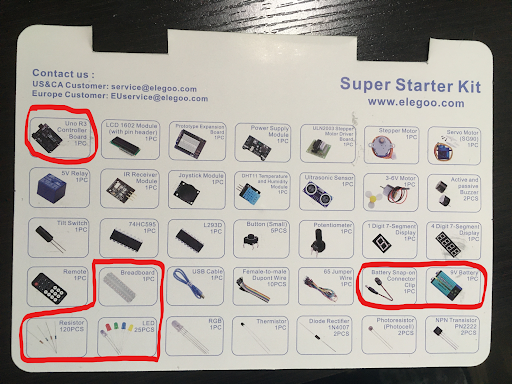 Contact us :
US&CA Customer: service@elegoo.com
Europe Customer: EUservice@elegoo.com
Super Starter Kit
www.elegoo.com
Uno R3
Controller
Board
1PC
LCD 1602 Module
(with pin header)
1PC
Prototype Expansion
Board
1PC
Power Supply
Module
1PC
ULN2003 Stepper
Motor Driver
Board
1PC
Stepper Motor
1PC
Servo Motor
(SG90)
1PC
5V Relay
1PC
IR Receiver
Module
1PC
Joystick Module
1PC
DHT11 Temperature
and Humidity
Module
1PC
Ultrasonic Sensor
1PC
3-6V Motor
1PC
Active and
passive
Buzzer
2PCS
Tilt Switch
1PC
74HC595
1PC
L293D
1PC
Button (Small)
5PCS
Potentiometer
1PC
1 Digit 7-Segment
Display
1PC
4 Digit 7-Segment
Display
1PC
Remote
1PC
Breadboard
1PC
USB Cable
1PC
Female-to-male
Dupont Wire
10PCS
65 Jumper
Wire
1PC
Battery Snap-on
Connector
Clip
1PC
9V Battery
1PC
Resistor
120PCS
LED
25PCS
RGB
1PC
Thermistor
1PC
Diode Rectifier
1N4007
2PCS
Photoresistor
(Photocell)
2PCS
NPN Transistor
PN2222
2PCS